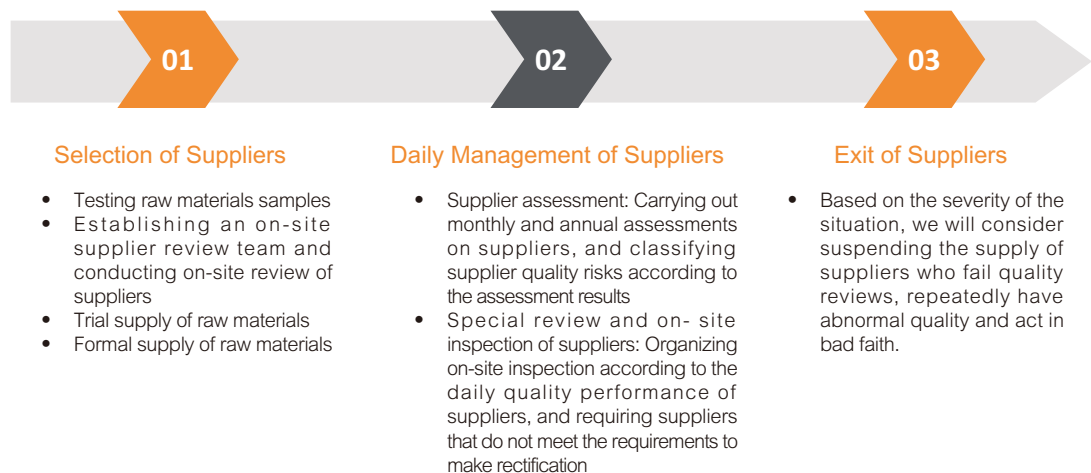 01
02
03
Selection of Suppliers
• Testing raw materials samples
• Establishing an on-site
supplier review team and
conducting on-site review of
suppliers
• Trial supply of raw materials
• Formal supply of raw materials
Daily Management of Suppliers
• Supplier assessment: Carrying out
monthly and annual assessments
on suppliers, and classifying
supplier quality risks according to
the assessment results
• Special review and on- site
inspection of suppliers: Organizing
on-site inspection according to the
daily quality performance of
suppliers, and requiring suppliers
that do not meet the requirements to
make rectification
Exit of Suppliers
• Based on the severity of the
situation, we will consider
suspending the supply of
suppliers who fail quality
reviews, repeatedly have
abnormal quality and act in
bad faith.